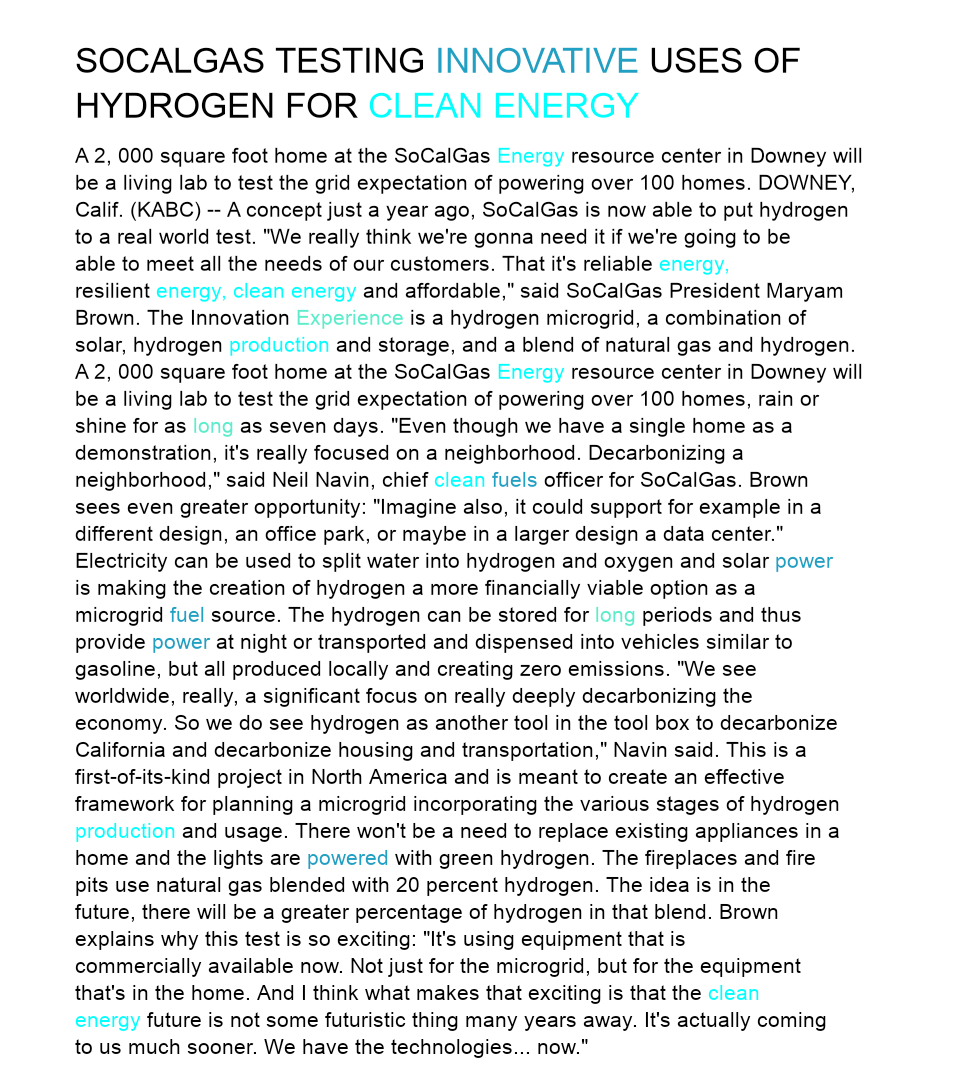 SOCALGAS TESTING INNOVATIVE USES OF
HYDROGEN FOR CLEAN ENERGY
A 2, 000 square foot home at the SoCalGas Energy resource center in Downey will
be a living lab to test the grid expectation of powering over 100 homes. DOWNEY,
Calif. (KABC) -- A concept just a year ago, SoCalGas is now able to put hydrogen
to a real world test. "We really think we're gonna need it if we're going to be
able to meet all the needs of our customers. That it's reliable energy,
resilient energy, clean energy and affordable," said SoCalGas President Maryam
Brown. The Innovation Experience is a hydrogen microgrid, a combination of
solar, hydrogen production and storage, and a blend of natural gas and hydrogen.
A 2, 000 square foot home at the SoCalGas Energy resource center in Downey will
be a living lab to test the grid expectation of powering over 100 homes, rain or
shine for as long as seven days. "Even though we have a single home as a
demonstration, it's really focused on a neighborhood. Decarbonizing a
neighborhood," said Neil Navin, chief clean fuels officer for SoCalGas. Brown
sees even greater opportunity: "Imagine also, it could support for example in a
different design, an office park, or maybe in a larger design a data center."
Electricity can be used to split water into hydrogen and oxygen and solar power
is making the creation of hydrogen a more financially viable option as a
microgrid fuel source. The hydrogen can be stored for long periods and thus
provide power at night or transported and dispensed into vehicles similar to
gasoline, but all produced locally and creating zero emissions. "We see
worldwide, really, a significant focus on really deeply decarbonizing the
economy. So we do see hydrogen as another tool in the tool box to decarbonize
California and decarbonize housing and transportation," Navin said. This is a
first-of-its-kind project in North America and is meant to create an effective
framework for planning a microgrid incorporating the various stages of hydrogen
production and usage. There won't be a need to replace existing appliances in a
home and the lights are powered with green hydrogen. The fireplaces and fire
pits use natural gas blended with 20 percent hydrogen. The idea is in the
future, there will be a greater percentage of hydrogen in that blend. Brown
explains why this test is so exciting: "It's using equipment that is
commercially available now. Not just for the microgrid, but for the equipment
that's in the home. And I think what makes that exciting is that the clean
energy future is not some futuristic thing many years away. It's actually coming
to us much sooner. We have the technologies... now."